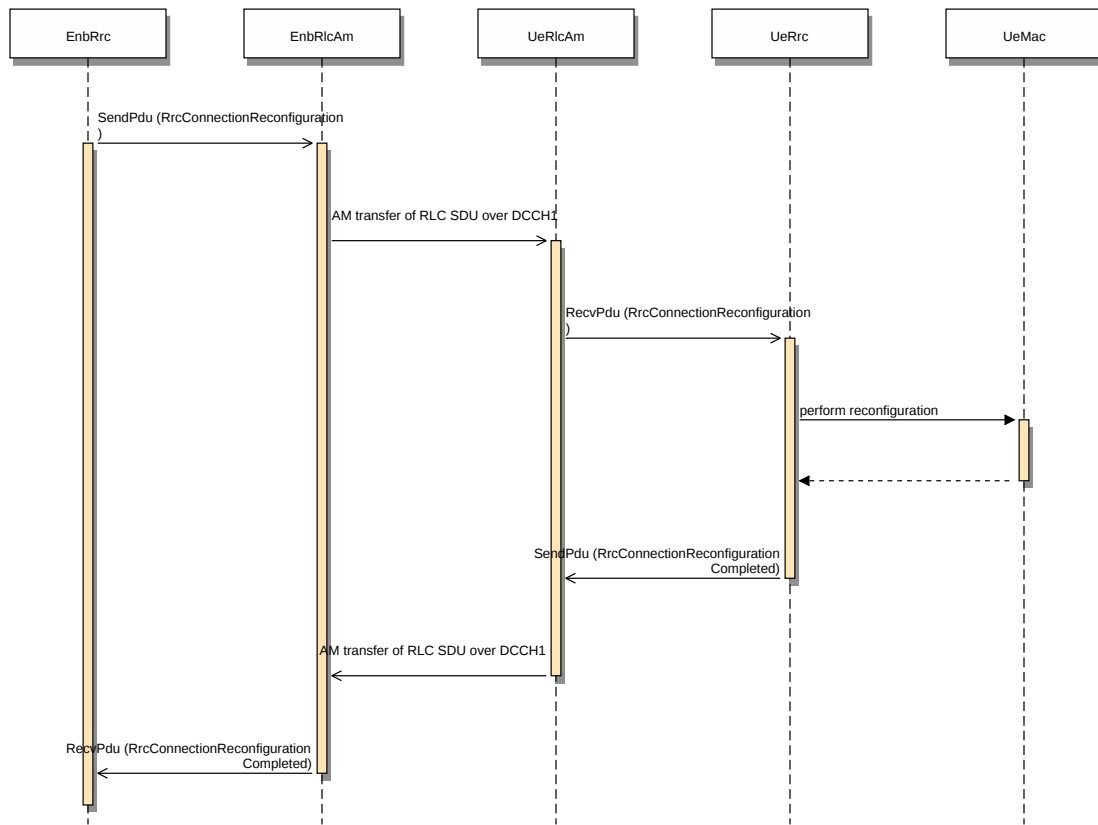 EnbRrc
EnbRlcAm
UeRlcAm
UeRrc
UeMac
SendPdu (RrcConnectionReconfiguration
)
AM transfer of RLC SDU over DCCH1
RecvPdu (RrcConnectionReconfiguration
)
perform reconfiguration
SendPdu (RrcConnectionReconfiguration
Completed)
AM transfer of RLC SDU over DCCH1
RecvPdu (RrcConnectionReconfiguration
Completed)